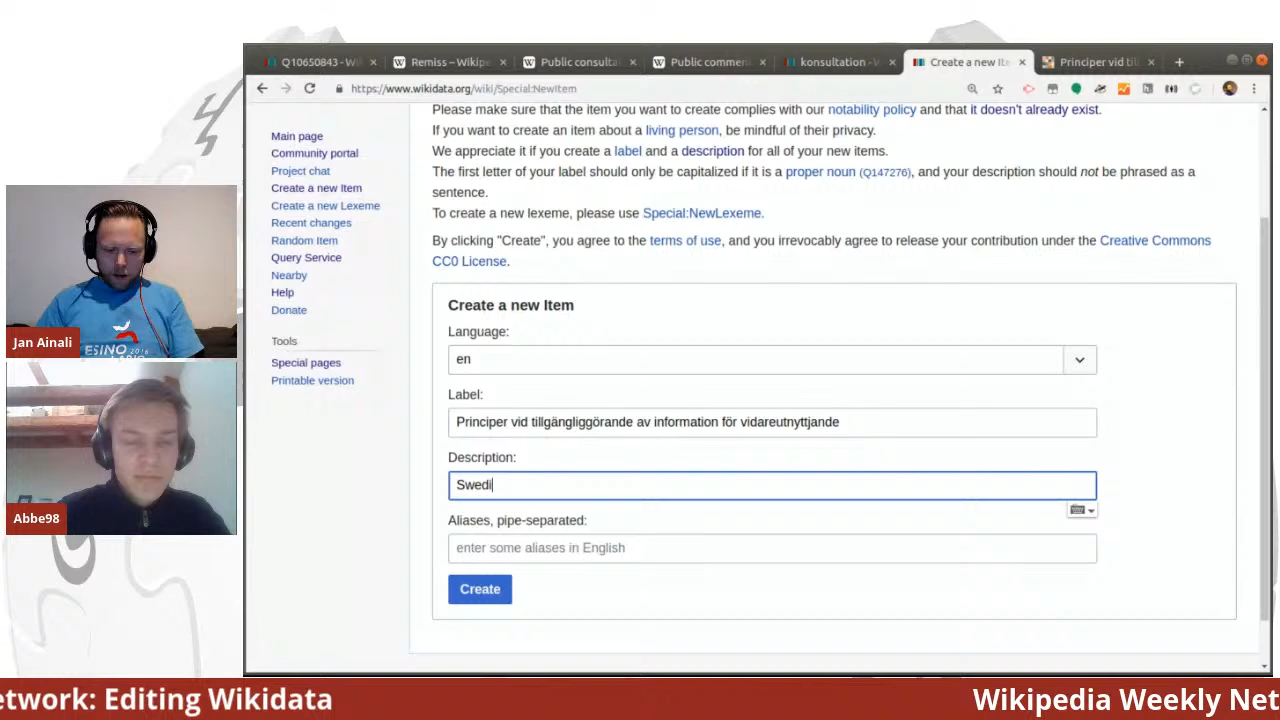 Q10650843 - Wi
Remiss – Wikipe
Public consulta
Public commen
konsultation - W
Create a new Ite
Principer vid til
https://www.wikidata.org/wiki/Special:NewItem
Main page
Community portal
Project chat
Create a new Item
Create a new Lexeme
Recent changes
Random Item
Query Service
Nearby
Help
Donate
Tools
Special pages
Printable version
Please make sure that the item you want to create complies with our notability policy and that it doesn't already exist.
If you want to create an item about a living person, be mindful of their privacy.
We appreciate it if you create a label and a description for all of your new items.
The first letter of your label should only be capitalized if it is a proper noun (Q147276), and your description should not be phrased as a
sentence.
To create a new lexeme, please use Special:NewLexeme.
By clicking "Create", you agree to the terms of use, and you irrevocably agree to release your contribution under the Creative Commons
CC0 License.
Create a new Item
Language:
en
Label:
Principer vid tillgängliggörande av information för vidareutnyttjande
Description:
Swedi
Aliases, pipe-separated:
enter some aliases in English
Create
Jan Ainali
ESINO 2016
Abbe98
etwork: Editing Wikidata
Wikipedia Weekly Net